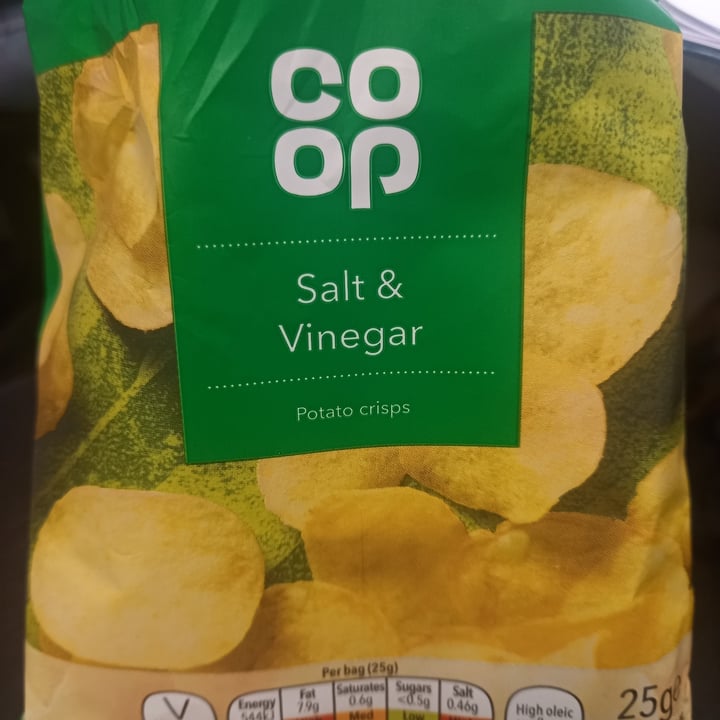 CO
OP
Salt &
Vinegar
Potato crisps
Per bag (25g)
V
Energy Fat Saturates Sugars Salt
544kJ 7.9g 0.6g <0.5g 0.46g
Med Low
High oleic
25g e